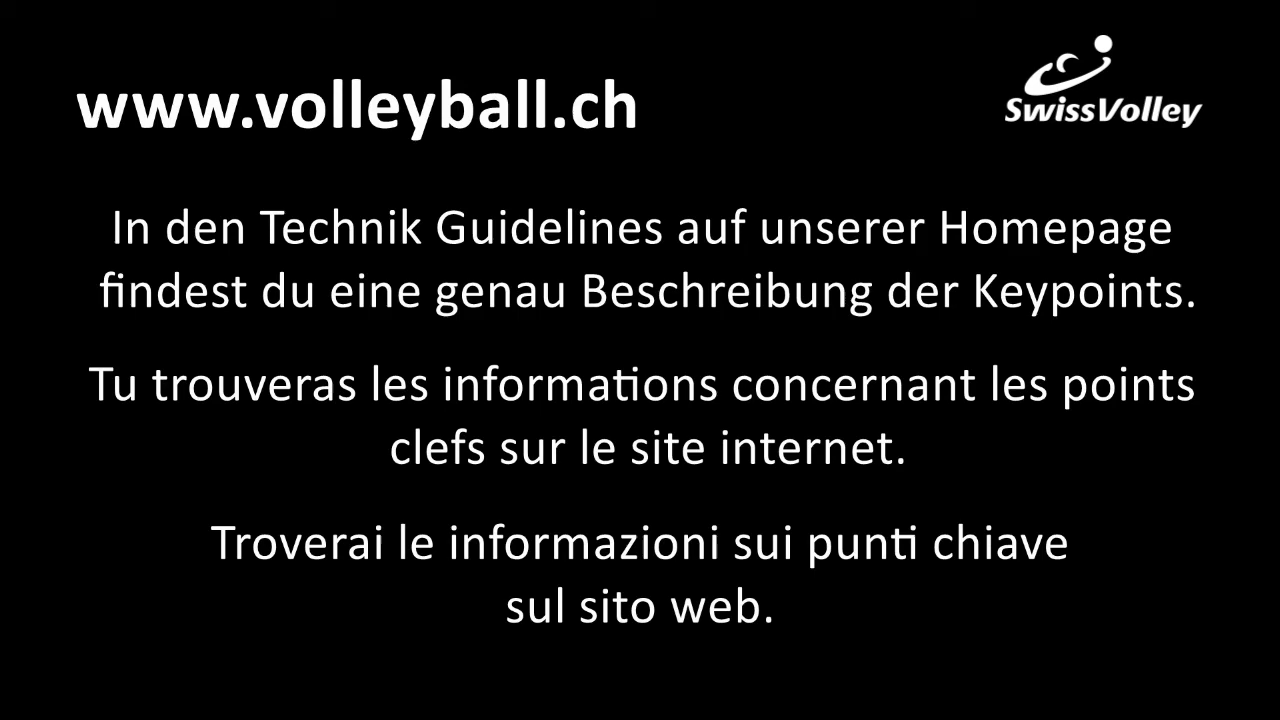 www.volleyball.ch
SwissVolley
In den Technik Guidelines auf unserer Homepage
findest du eine genau Beschreibung der Keypoints.
Tu trouveras les informations concernant les points
clefs sur le site internet.
Troverai le informazioni sui punti chiave
sul sito web.